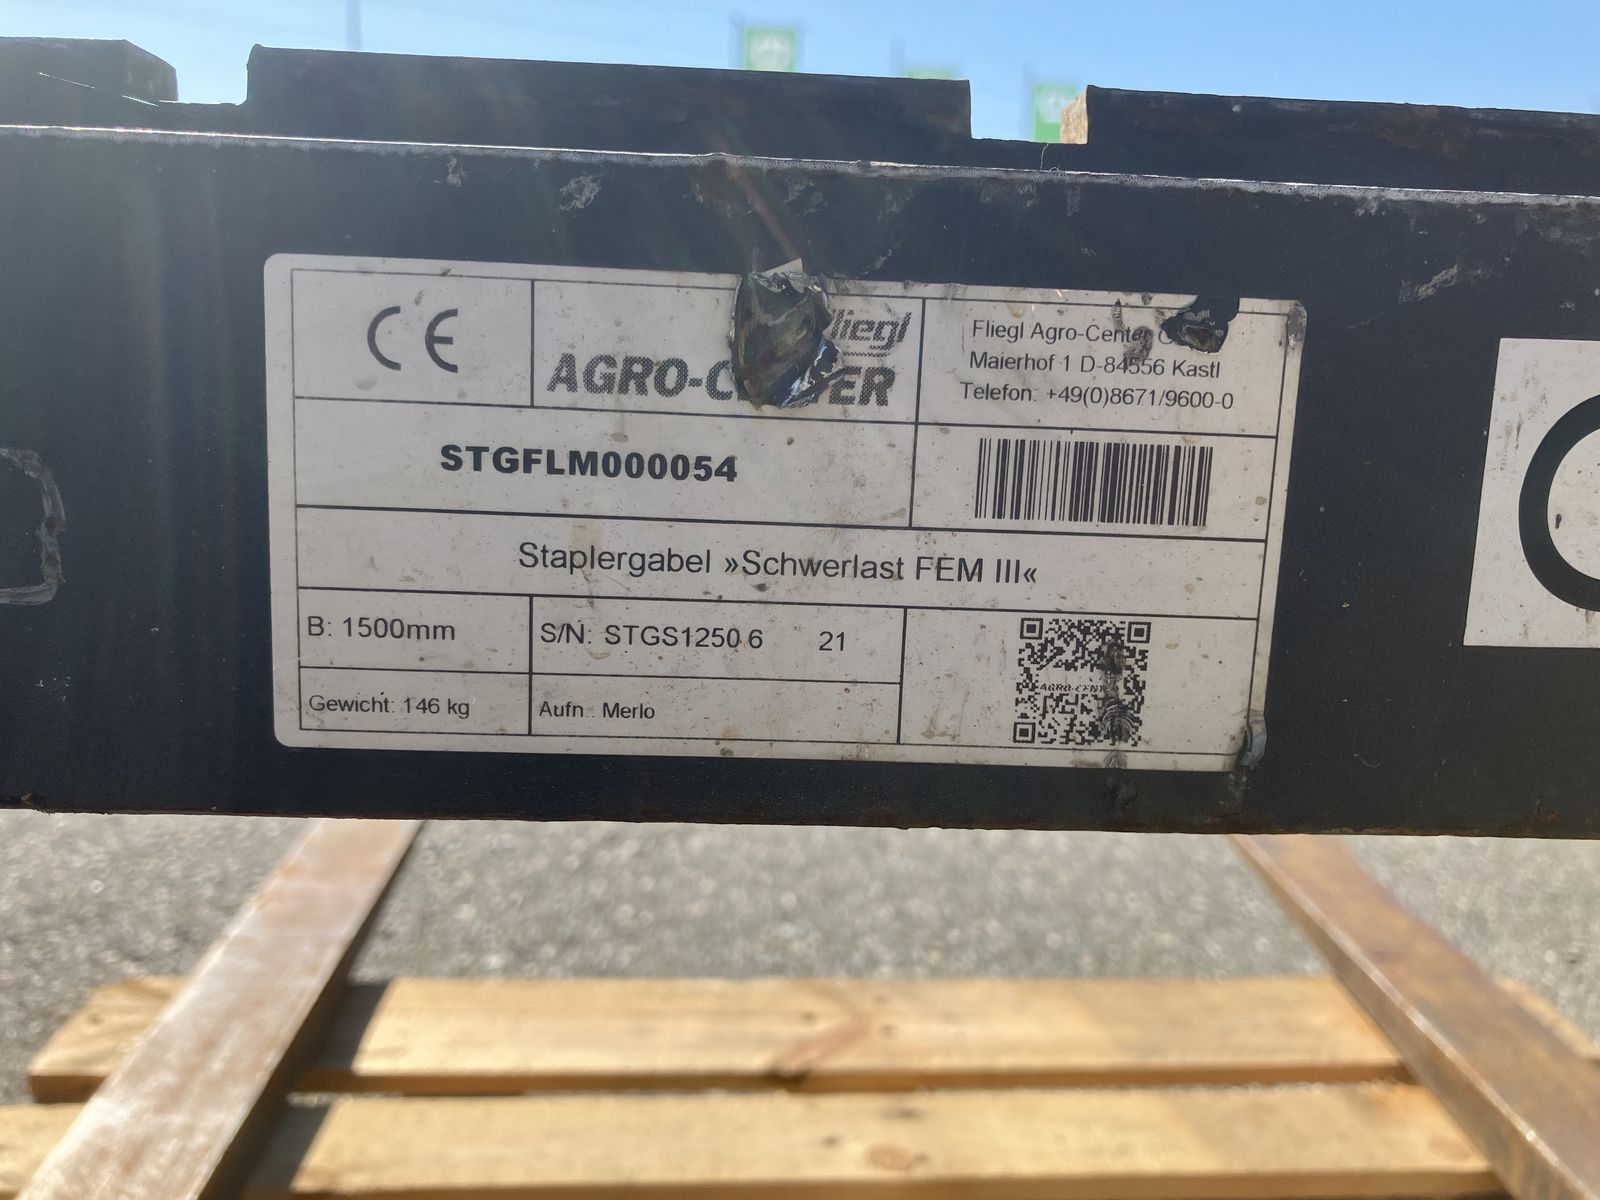 CE
AGRO-
Fliegl Agro-Center
Maierhof 1 D-84556 Kastl
Telefon: +49(0)8671/9600-0
STGFLM000054
Staplergabel »Schwerlast FEM III«
B: 1500mm
S/N: STGS1250 6 21
Gewicht: 146 kg
Aufn.: Merlo